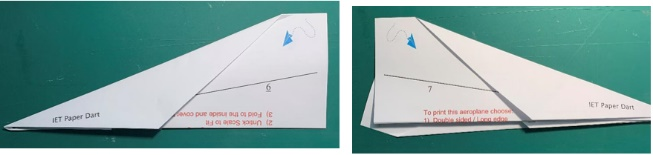 6
IET Paper Dart
3) Fold to the inside and cover
2) Untick Scale to Fit
7
To print this aeroplane choose:
1) Double sided / Long edge
IET Paper Dart